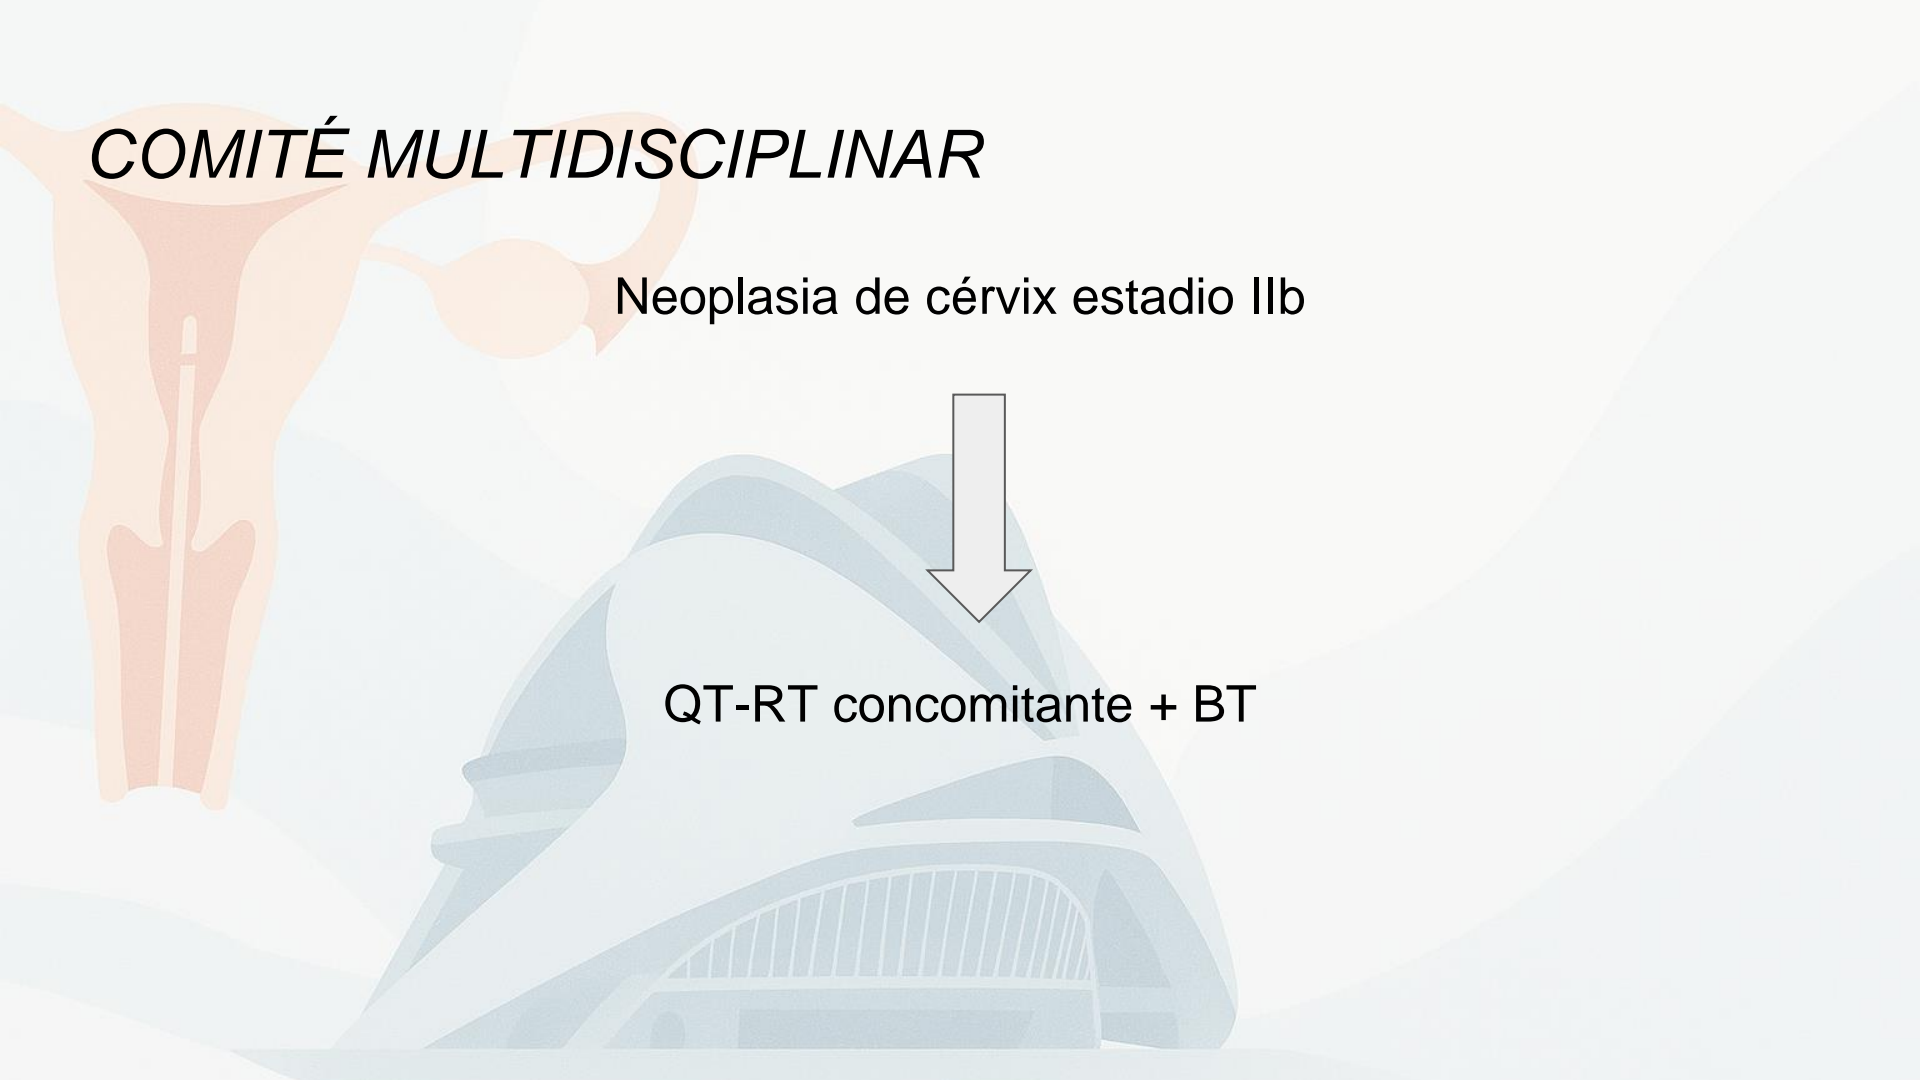 COMITÉ MULTIDISCIPLINAR
Neoplasia de cérvix estadio IIb
QT-RT concomitante + BT